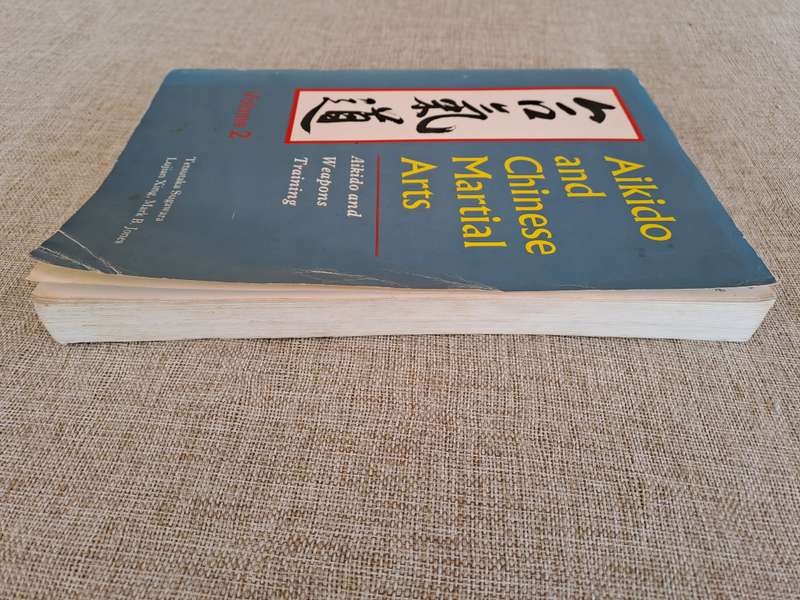 Aikido
and
Chinese
Martial
Arts
合氣道
Aikido and
Weapons
Training
Volume 2
Tetsutaka Sugawara
Lujian Xing, Mark B. Jones